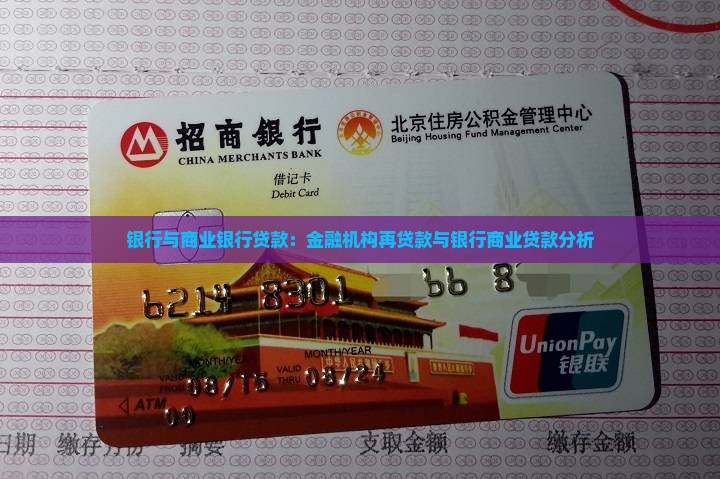 招商銀行
CHINA MERCHANTS BANK
北京住房公积金管理中心
Beijing Housing Fund Management Center
借记卡
Debit Card
银行与商业银行贷款：金融机构再贷款与银行商业贷款分析
6214 8301 66 8
UnionPay
银联
MONTH/YEAR MONTH/YEAR
VALID THRU
08/15 08/24
ATM
00
日期 缴存月份 摘要 支取金额 缴存金额